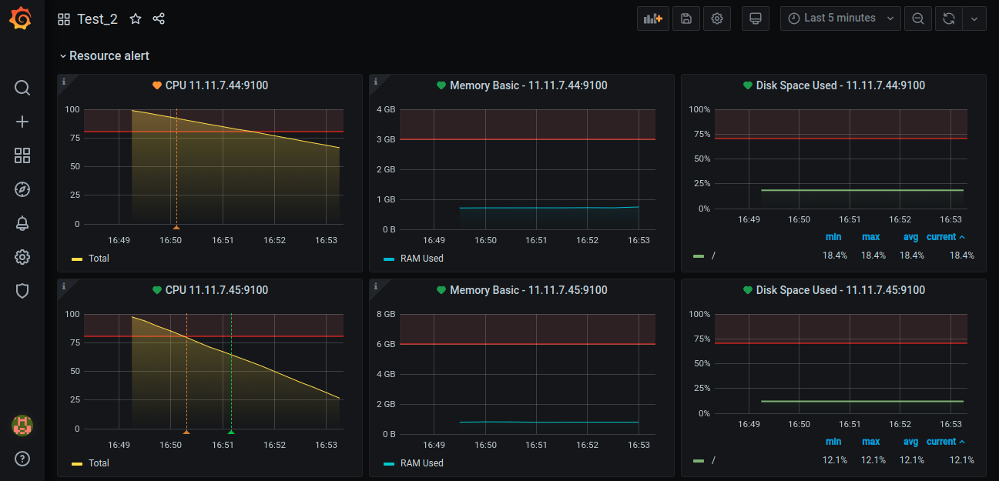 Test_2
Last 5 minutes
Resource alert
i
CPU 11.11.7.44:9100
100
75
50
25
0
16:49 16:50 16:51 16:52 16:53
Total
i
Memory Basic - 11.11.7.44:9100
4 GB
3 GB
2 GB
1 GB
0 B
16:49 16:50 16:51 16:52 16:53
RAM Used
Disk Space Used - 11.11.7.44:9100
100%
75%
50%
25%
0%
16:49 16:50 16:51 16:52 16:53
min max avg current
/ 18.4% 18.4% 18.4% 18.4%
i
CPU 11.11.7.45:9100
100
75
50
25
0
16:49 16:50 16:51 16:52 16:53
Total
i
Memory Basic - 11.11.7.45:9100
8 GB
6 GB
4 GB
2 GB
0 B
16:49 16:50 16:51 16:52 16:53
RAM Used
Disk Space Used - 11.11.7.45:9100
100%
75%
50%
25%
0%
16:49 16:50 16:51 16:52 16:53
min max avg current
/ 12.1% 12.1% 12.1% 12.1%